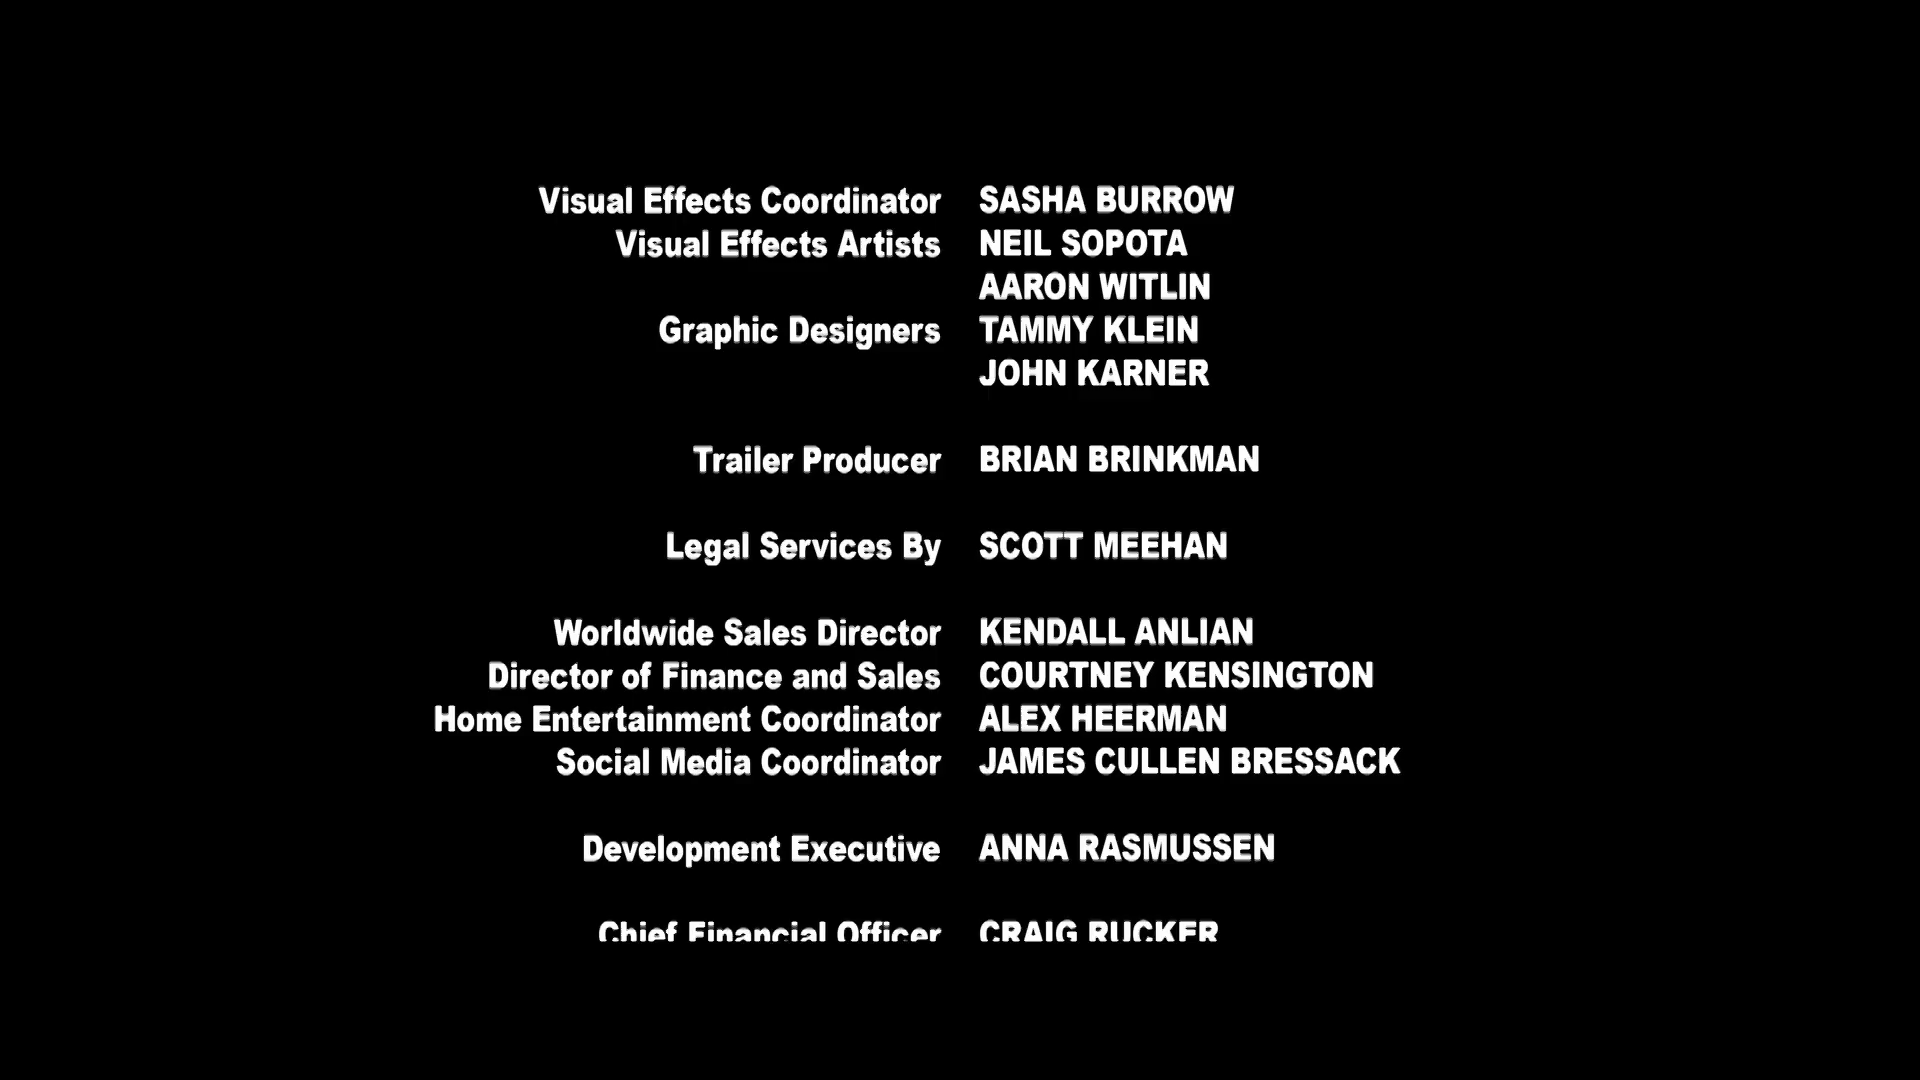 Visual Effects Coordinator SASHA BURROW
Visual Effects Artists NEIL SOPOTA
AARON WITLIN
Graphic Designers TAMMY KLEIN
JOHN KARNER
Trailer Producer BRIAN BRINKMAN
Legal Services By SCOTT MEEHAN
Worldwide Sales Director KENDALL ANLIAN
Director of Finance and Sales COURTNEY KENSINGTON
Home Entertainment Coordinator ALEX HEERMAN
Social Media Coordinator JAMES CULLEN BRESSACK
Development Executive ANNA RASMUSSEN
Chief Financial Officer CRAIG RUCKER